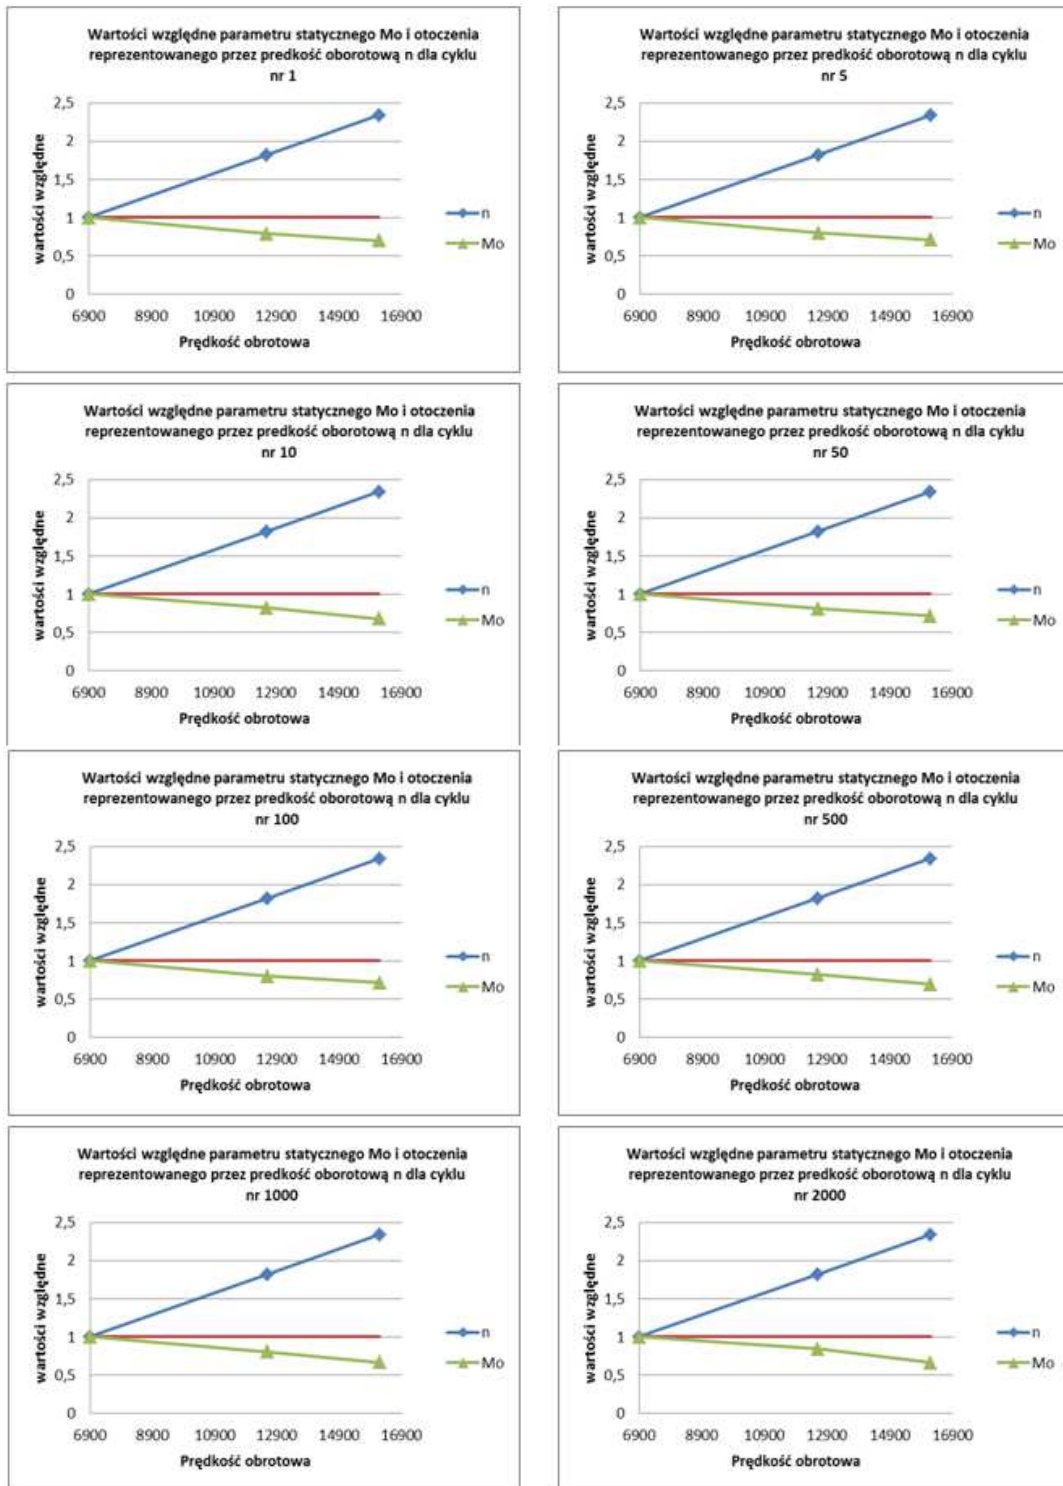 Wartości względne parametru statycznego Mo i otoczenia
reprezentowanego przez predkość oborotową n dla cyklu
nr 1
2,5
2
1,5
1
0,5
0
wartości względne
6900 8900 10900 12900 14900 16900
Prędkość obrotowa
n
Mo
Wartości względne parametru statycznego Mo i otoczenia
reprezentowanego przez predkość oborotową n dla cyklu
nr 5
2,5
2
1,5
1
0,5
0
wartości względne
6900 8900 10900 12900 14900 16900
Prędkość obrotowa
n
Mo
Wartości względne parametru statycznego Mo i otoczenia
reprezentowanego przez predkość oborotową n dla cyklu
nr 10
2,5
2
1,5
1
0,5
0
wartości względne
6900 8900 10900 12900 14900 16900
Prędkość obrotowa
n
Mo
Wartości względne parametru statycznego Mo i otoczenia
reprezentowanego przez predkość oborotową n dla cyklu
nr 50
2,5
2
1,5
1
0,5
0
wartości względne
6900 8900 10900 12900 14900 16900
Prędkość obrotowa
n
Mo
Wartości względne parametru statycznego Mo i otoczenia
reprezentowanego przez predkość oborotową n dla cyklu
nr 100
2,5
2
1,5
1
0,5
0
wartości względne
6900 8900 10900 12900 14900 16900
Prędkość obrotowa
n
Mo
Wartości względne parametru statycznego Mo i otoczenia
reprezentowanego przez predkość oborotową n dla cyklu
nr 500
2,5
2
1,5
1
0,5
0
wartości względne
6900 8900 10900 12900 14900 16900
Prędkość obrotowa
n
Mo
Wartości względne parametru statycznego Mo i otoczenia
reprezentowanego przez predkość oborotową n dla cyklu
nr 1000
2,5
2
1,5
1
0,5
0
wartości względne
6900 8900 10900 12900 14900 16900
Prędkość obrotowa
n
Mo
Wartości względne parametru statycznego Mo i otoczenia
reprezentowanego przez predkość oborotową n dla cyklu
nr 2000
2,5
2
1,5
1
0,5
0
wartości względne
6900 8900 10900 12900 14900 16900
Prędkość obrotowa
n
Mo